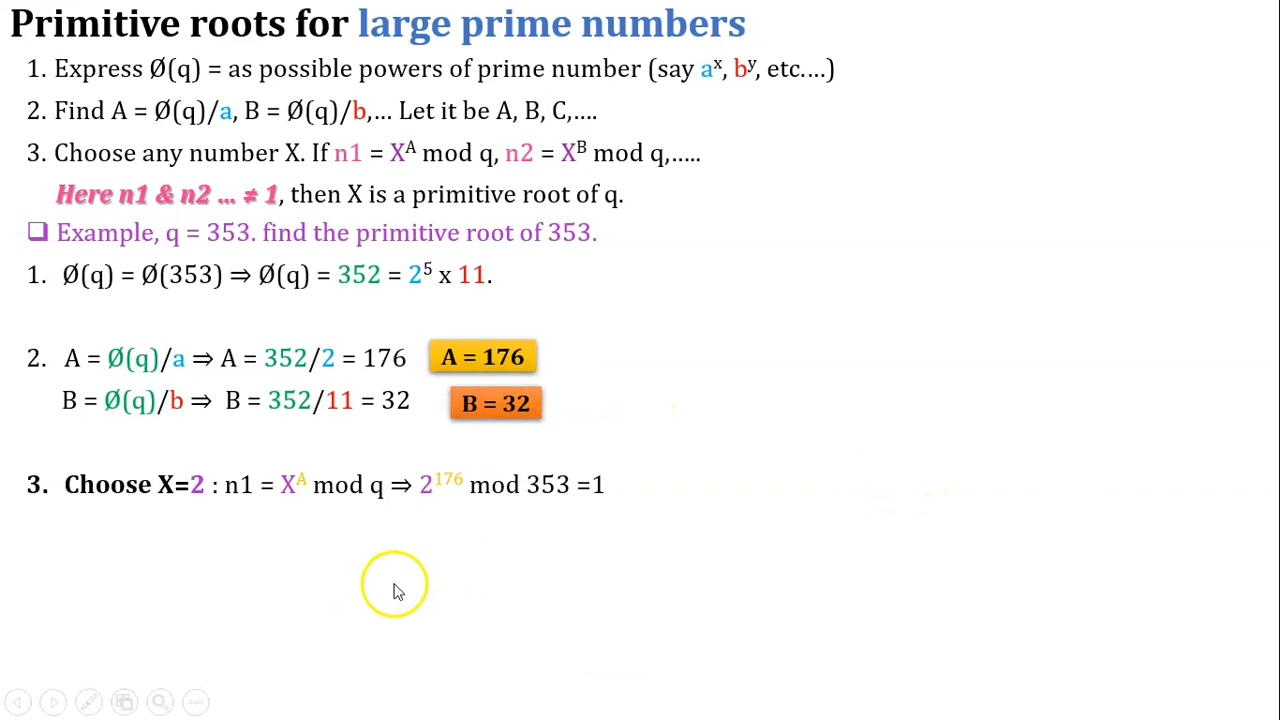 Primitive roots for large prime numbers
1. Express Ø(q) = as possible powers of prime number (say aˣ, bʸ, etc....)
2. Find A = Ø(q)/a, B = Ø(q)/b,... Let it be A, B, C,....
3. Choose any number X. If n1 = Xᴬ mod q, n2 = Xᴮ mod q,.....
Here n1 & n2 ... ≠ 1, then X is a primitive root of q.
❑ Example, q = 353. find the primitive root of 353.
1. Ø(q) = Ø(353) ⇒ Ø(q) = 352 = 2⁵ x 11.
2. A = Ø(q)/a ⇒ A = 352/2 = 176 A = 176
B = Ø(q)/b ⇒ B = 352/11 = 32 B = 32
3. Choose X=2 : n1 = Xᴬ mod q ⇒ 2¹⁷⁶ mod 353 =1